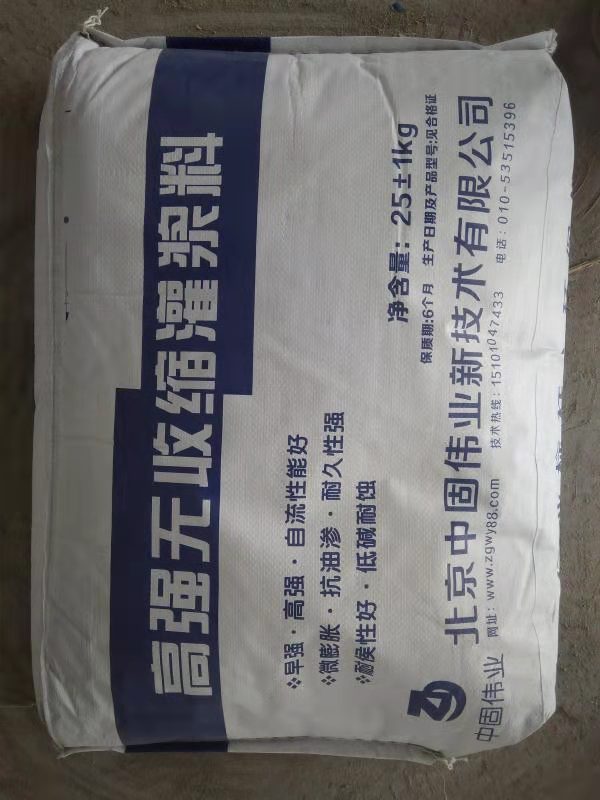 高强无收缩灌浆料
❖早强·高强·自流性能好
❖微膨胀·抗油渗·耐久性强
❖耐侯性好·低碱耐蚀
净含量：25±1kg
保质期:6个月 生产日期及产品型号:见合格证
中固伟业
北京中固伟业新技术有限公司
网址：www.zgwy88.com 技术热线：15101047433 电话：010-53515396